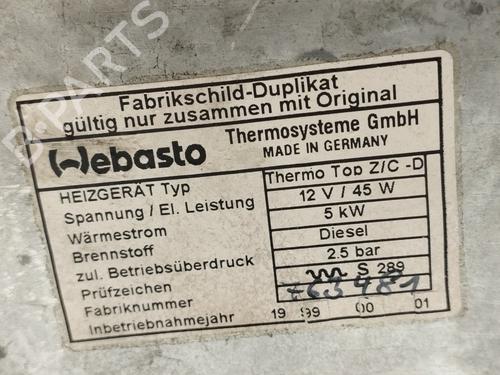 Fabrikschild-Duplikat
gültig nur zusammen mit Original
Webasto Thermosysteme GmbH
MADE IN GERMANY
HEIZGERÄT Typ Thermo Top Z/C -D
Spannung / El. Leistung 12 V / 45 W
Wärmestrom 5 kW
Brennstoff Diesel
zul. Betriebsüberdruck 2.5 bar
Prüfzeichen S 289
Fabriknummer
Inbetriebnahmejahr 19 99 00 01
B-PARTS